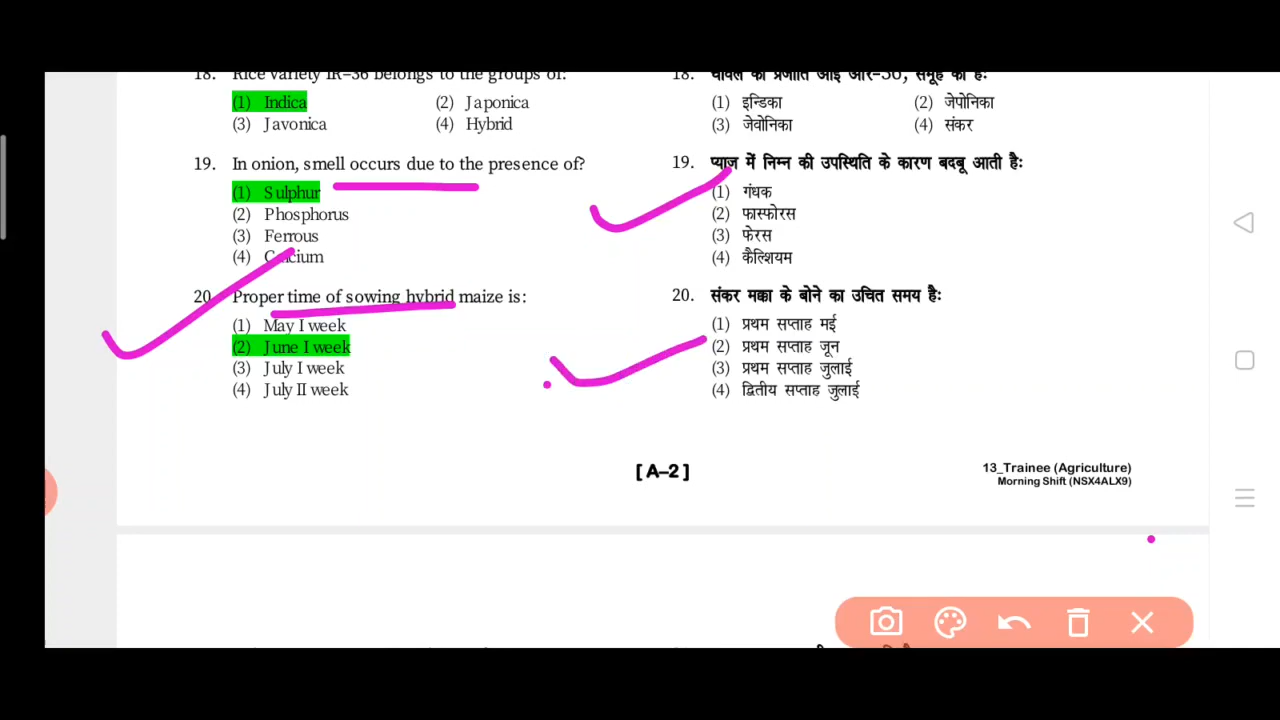 18. Rice variety IR–36 belongs to the groups of:
(1) Indica (2) Japonica
(3) Javonica (4) Hybrid
19. In onion, smell occurs due to the presence of?
(1) Sulphur
(2) Phosphorus
(3) Ferrous
(4) Calcium
20. Proper time of sowing hybrid maize is:
(1) May I week
(2) June I week
(3) July I week
(4) July II week
18. चावल की प्रजाति आई आर–36, समूह की हैः
(1) इन्डिका (2) जेपोनिका
(3) जेवोनिका (4) संकर
19. प्याज में निम्न की उपस्थिति के कारण बदबू आती हैः
(1) गंधक
(2) फास्फोरस
(3) फेरस
(4) कैल्शियम
20. संकर मक्का के बोने का उचित समय हैः
(1) प्रथम सप्ताह मई
(2) प्रथम सप्ताह जून
(3) प्रथम सप्ताह जुलाई
(4) द्वितीय सप्ताह जुलाई
[ A–2 ]
13_Trainee (Agriculture)
Morning Shift (NSX4ALX9)